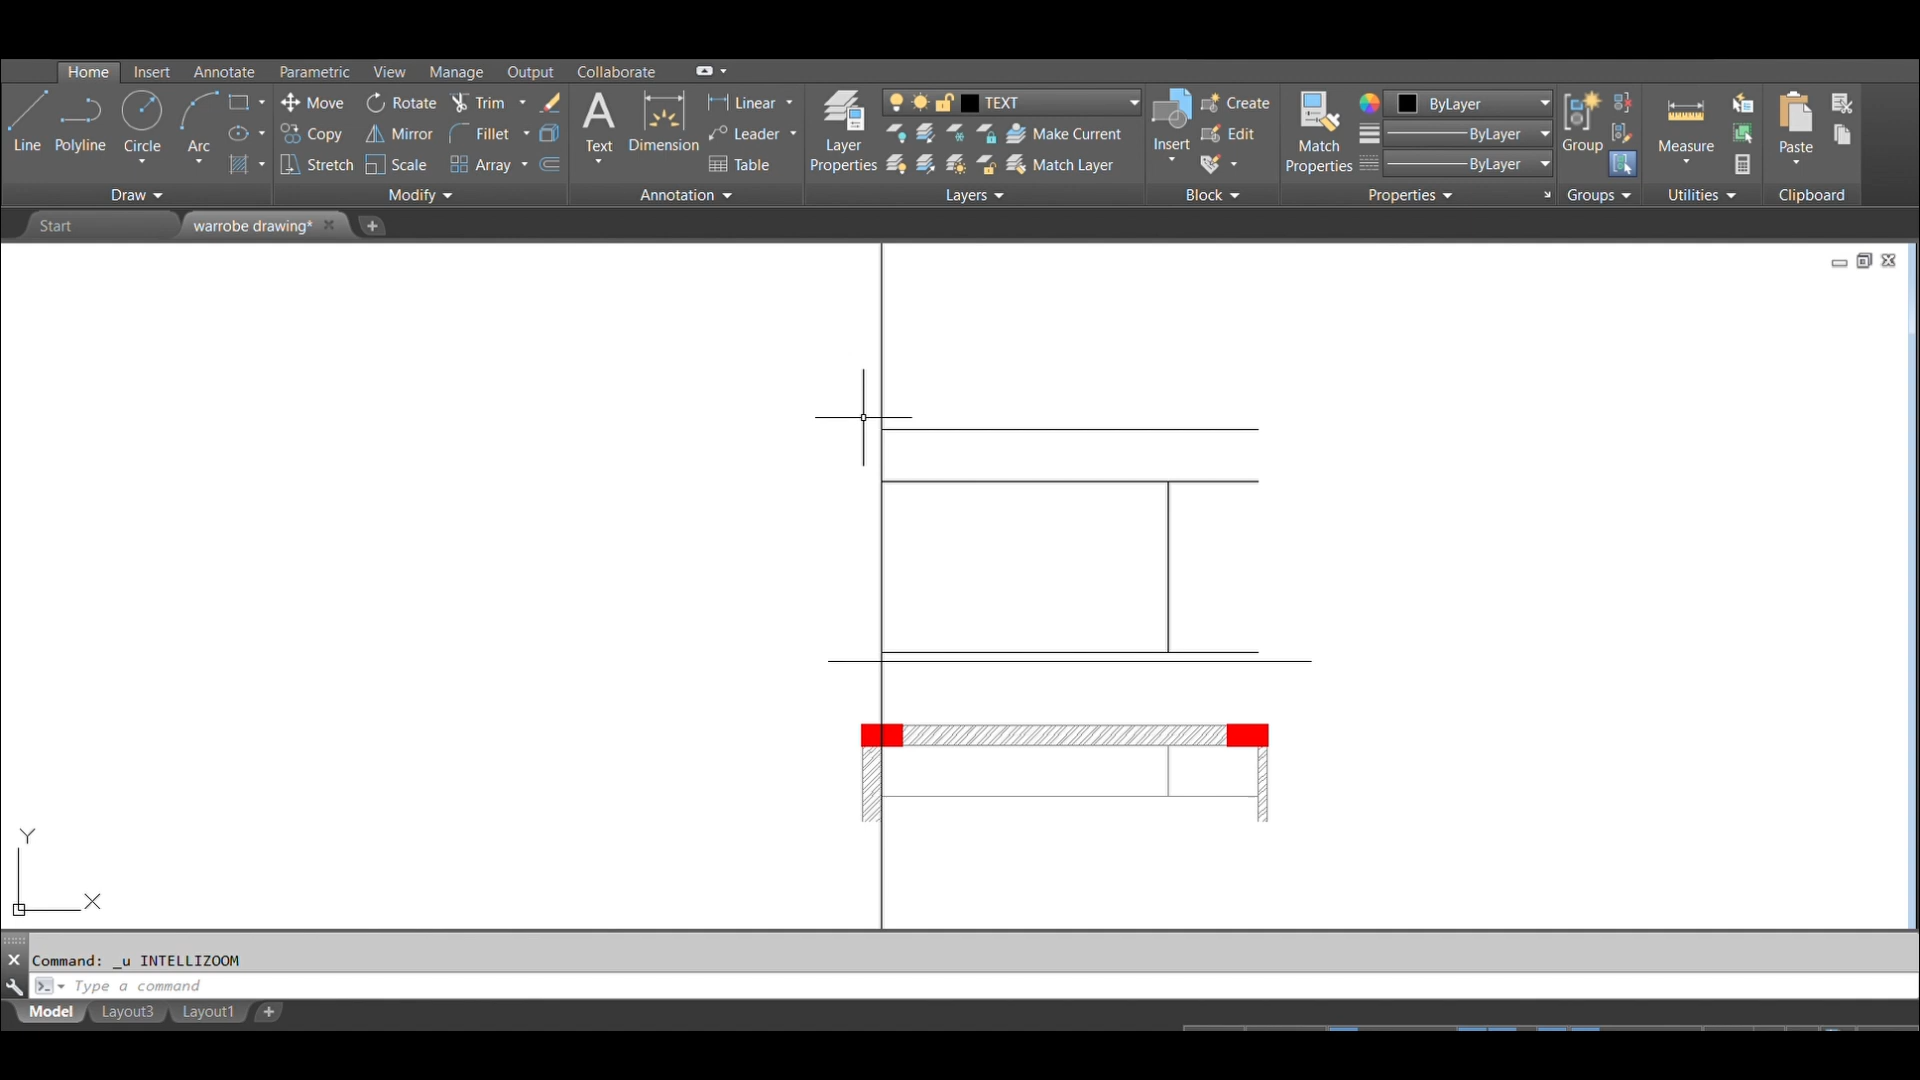 Home Insert Annotate Parametric View Manage Output Collaborate
Line
Polyline
Circle
Arc
Draw
Move
Rotate
Trim
Copy
Mirror
Fillet
Stretch
Scale
Array
Modify
Text
Dimension
Linear
Leader
Table
Annotation
Layer
Properties
TEXT
Make Current
Match Layer
Layers
Insert
Create
Edit
Block
Match
Properties
ByLayer
ByLayer
ByLayer
Properties
Group
Groups
Measure
Utilities
Paste
Clipboard
Start
warrobe drawing*
Y
X
Command: _u INTELLIZOOM
Type a command
Model Layout3 Layout1